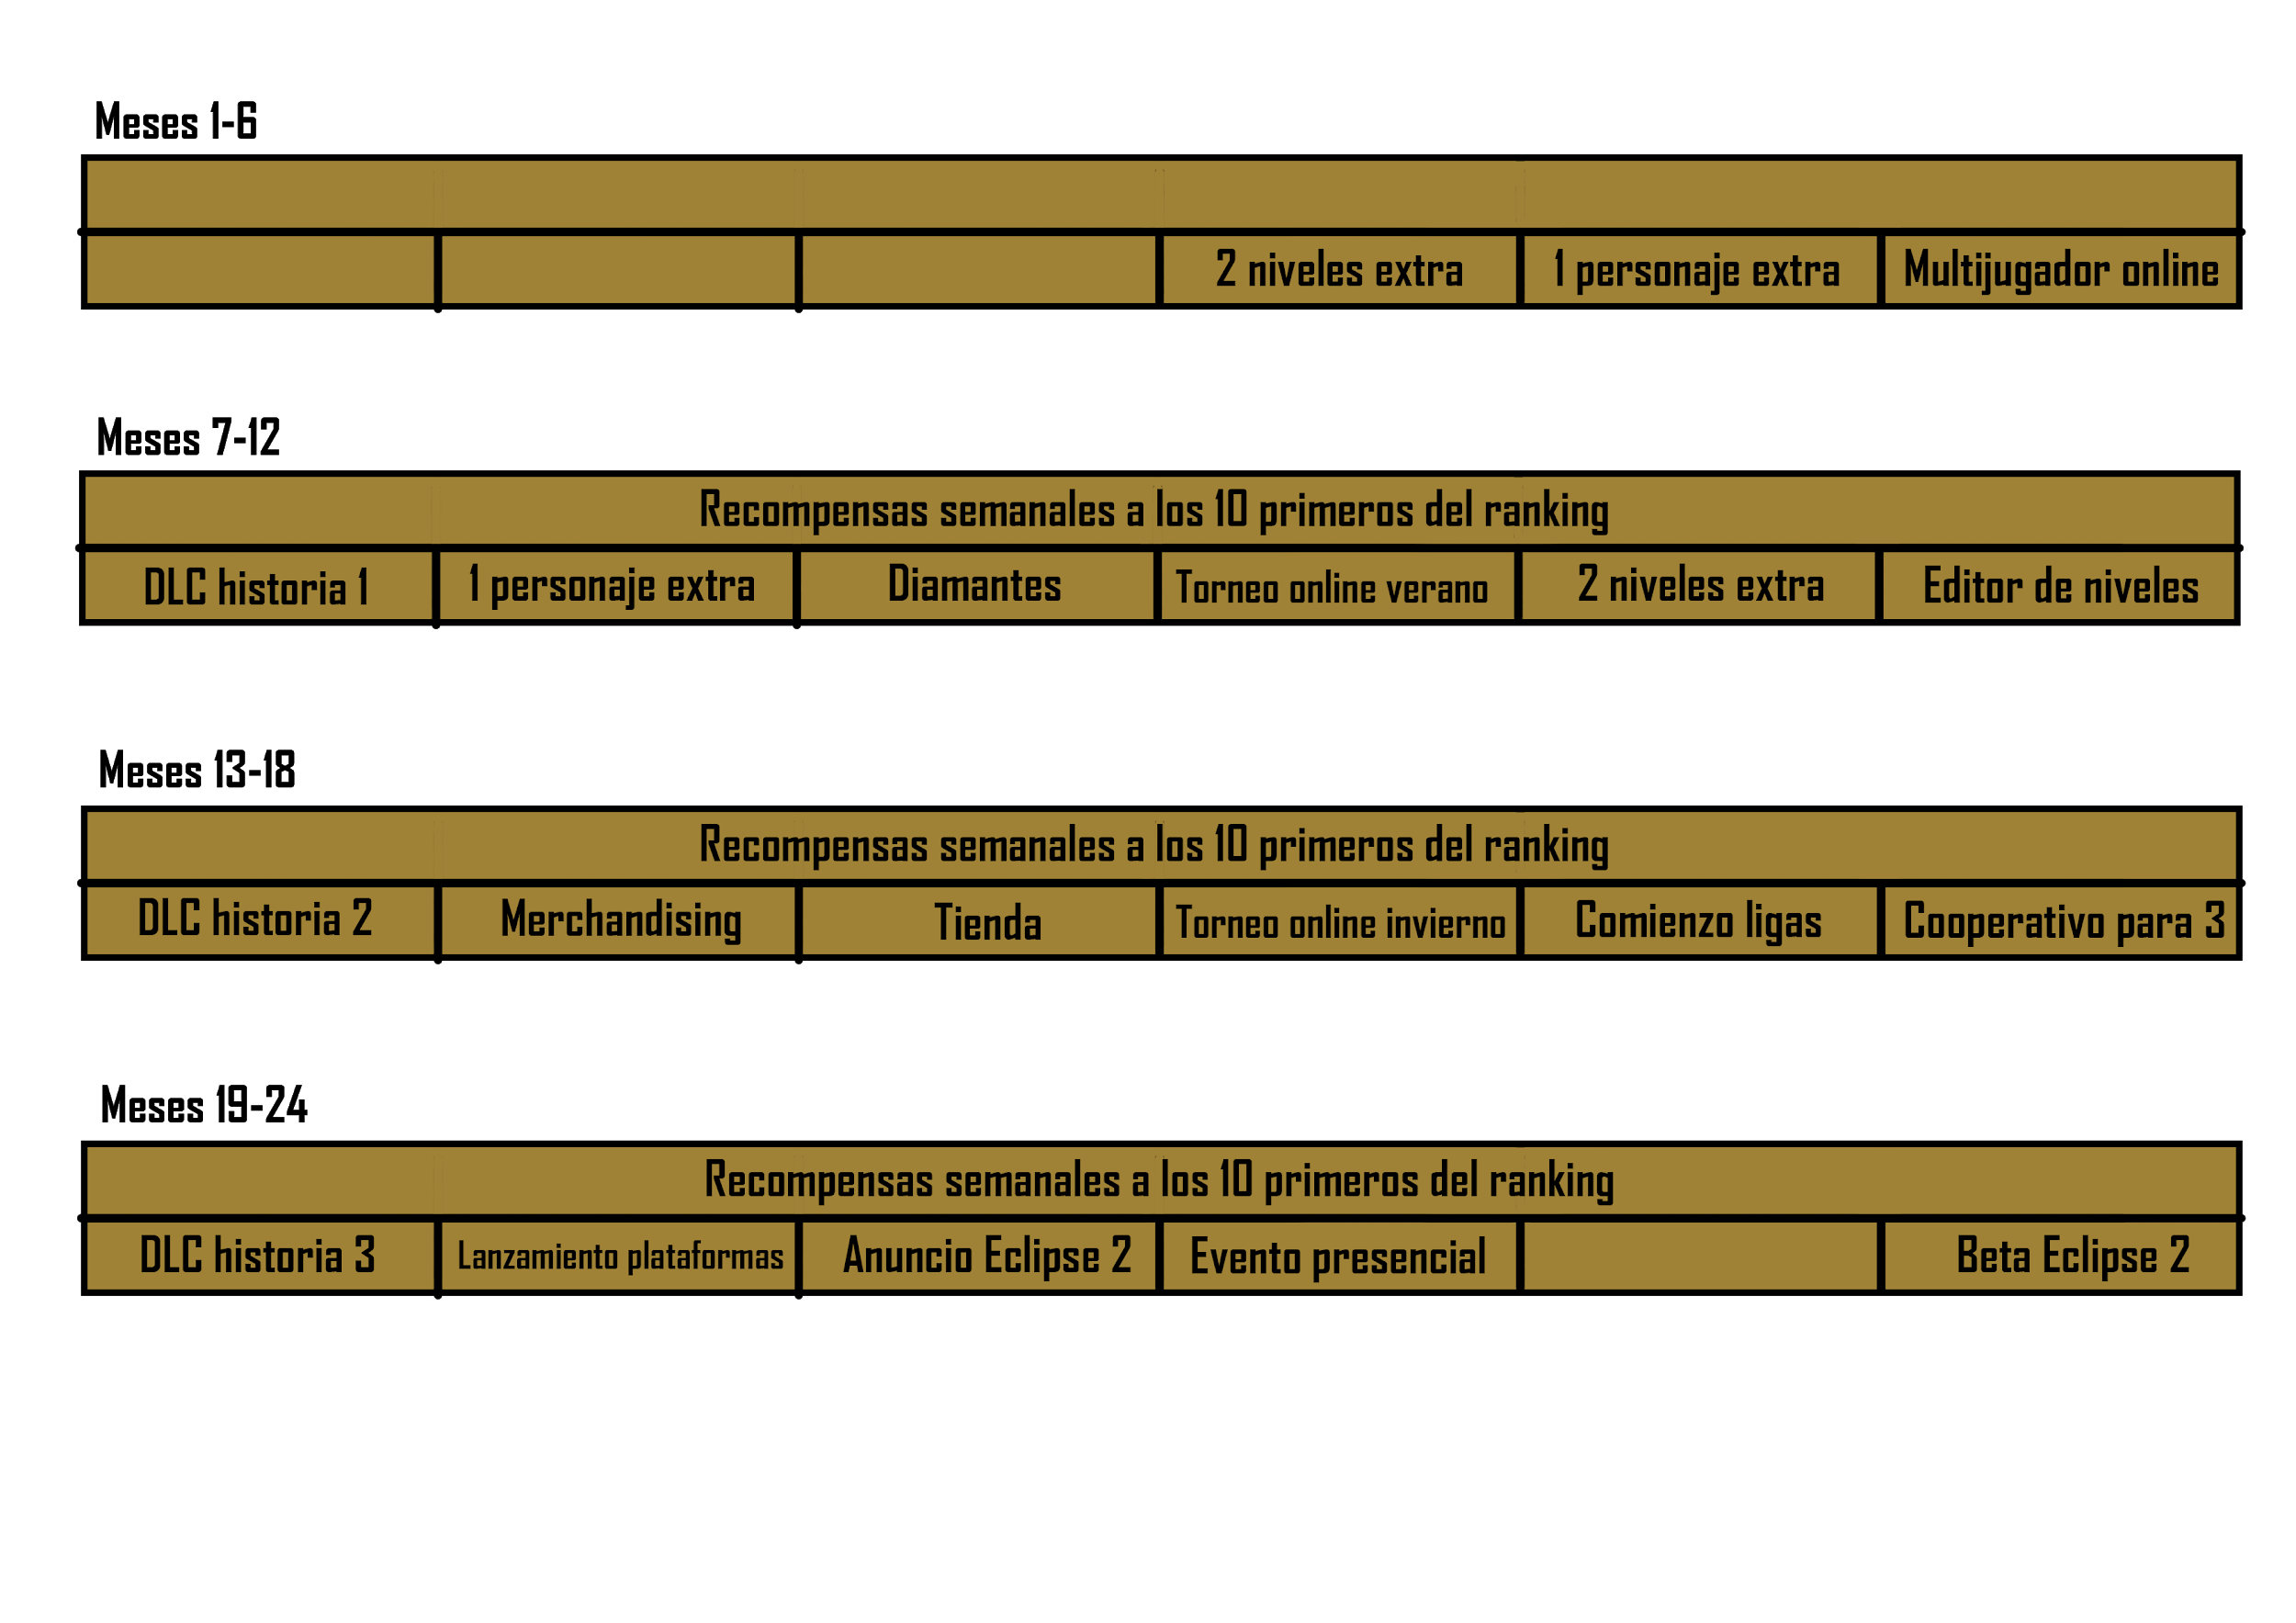 Meses 1-6
2 niveles extra
1 personaje extra
Multijugador online
Meses 7-12
Recompensas semanales a los 10 primeros del ranking
DLC historia 1
1 personaje extra
Diamantes
Torneo online verano
2 niveles extra
Editor de niveles
Meses 13-18
Recompensas semanales a los 10 primeros del ranking
DLC historia 2
Merchandising
Tienda
Torneo online invierno
Comienzo ligas
Cooperativo para 3
Meses 19-24
Recompensas semanales a los 10 primeros del ranking
DLC historia 3
Lanzamiento plataformas
Anuncio Eclipse 2
Evento presencial
Beta Eclipse 2